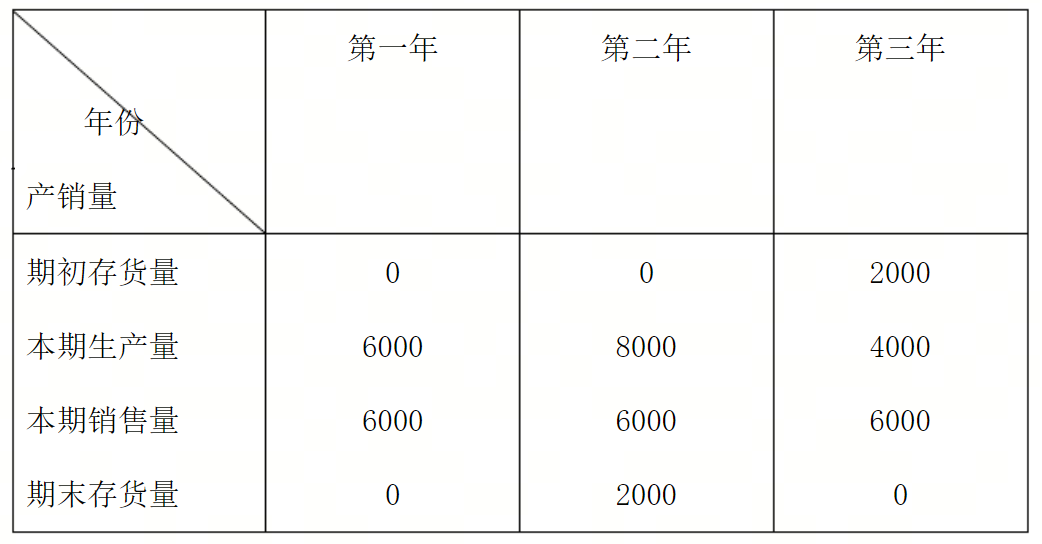 第一年 第二年 第三年
年份
产销量
期初存货量 0 0 2000
本期生产量 6000 8000 4000
本期销售量 6000 6000 6000
期末存货量 0 2000 0